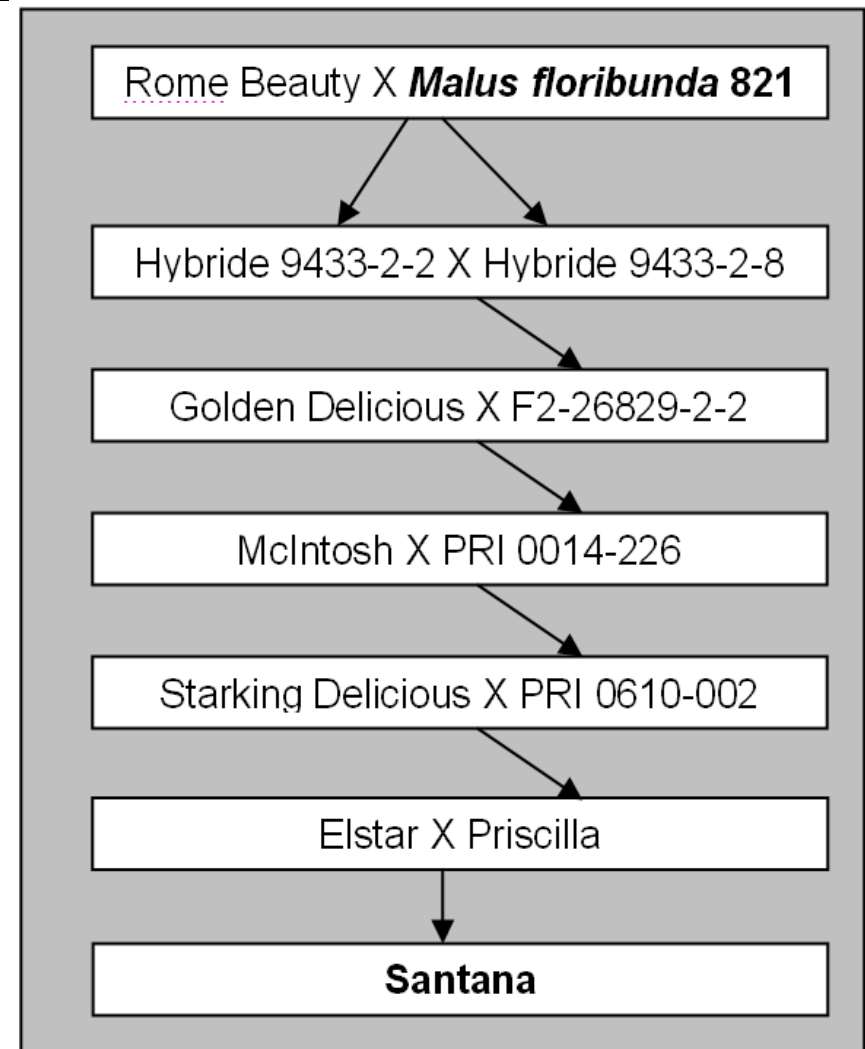 Rome Beauty X Malus floribunda 821
Hybride 9433-2-2 X Hybride 9433-2-8
Golden Delicious X F2-26829-2-2
McIntosh X PRI 0014-226
Starking Delicious X PRI 0610-002
Elstar X Priscilla
Santana